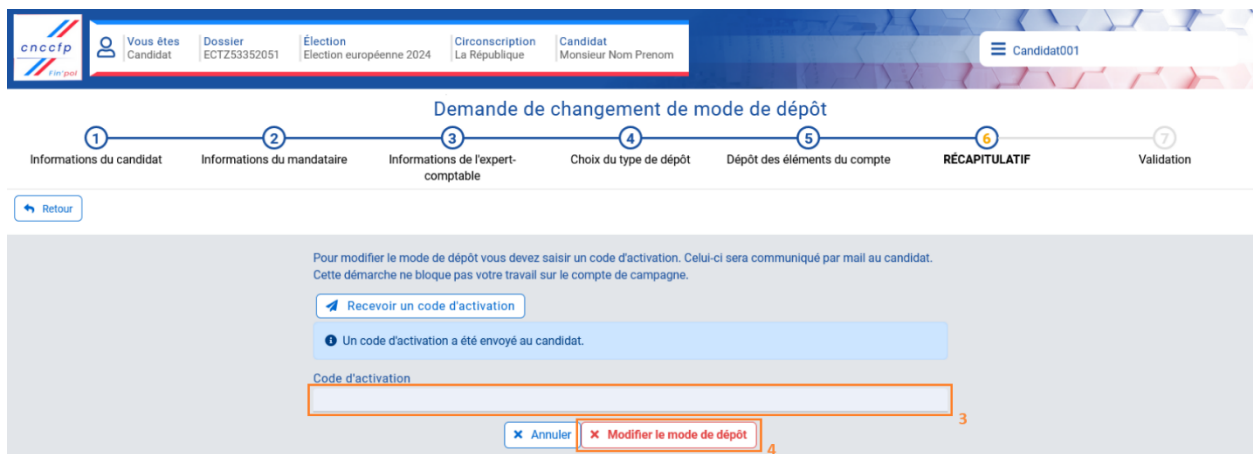 cnccfp
Fin'pol
Vous êtes
Candidat
Dossier
ECTZ53352051
Élection
Election européenne 2024
Circonscription
La République
Candidat
Monsieur Nom Prenom
Candidat001
Demande de changement de mode de dépôt
1
Informations du candidat
2
Informations du mandataire
3
Informations de l'expert-
comptable
4
Choix du type de dépôt
5
Dépôt des éléments du compte
6
RÉCAPITULATIF
7
Validation
Retour
Pour modifier le mode de dépôt vous devez saisir un code d'activation. Celui-ci sera communiqué par mail au candidat.
Cette démarche ne bloque pas votre travail sur le compte de campagne.
Recevoir un code d'activation
Un code d'activation a été envoyé au candidat.
Code d'activation
3
Annuler
Modifier le mode de dépôt
4